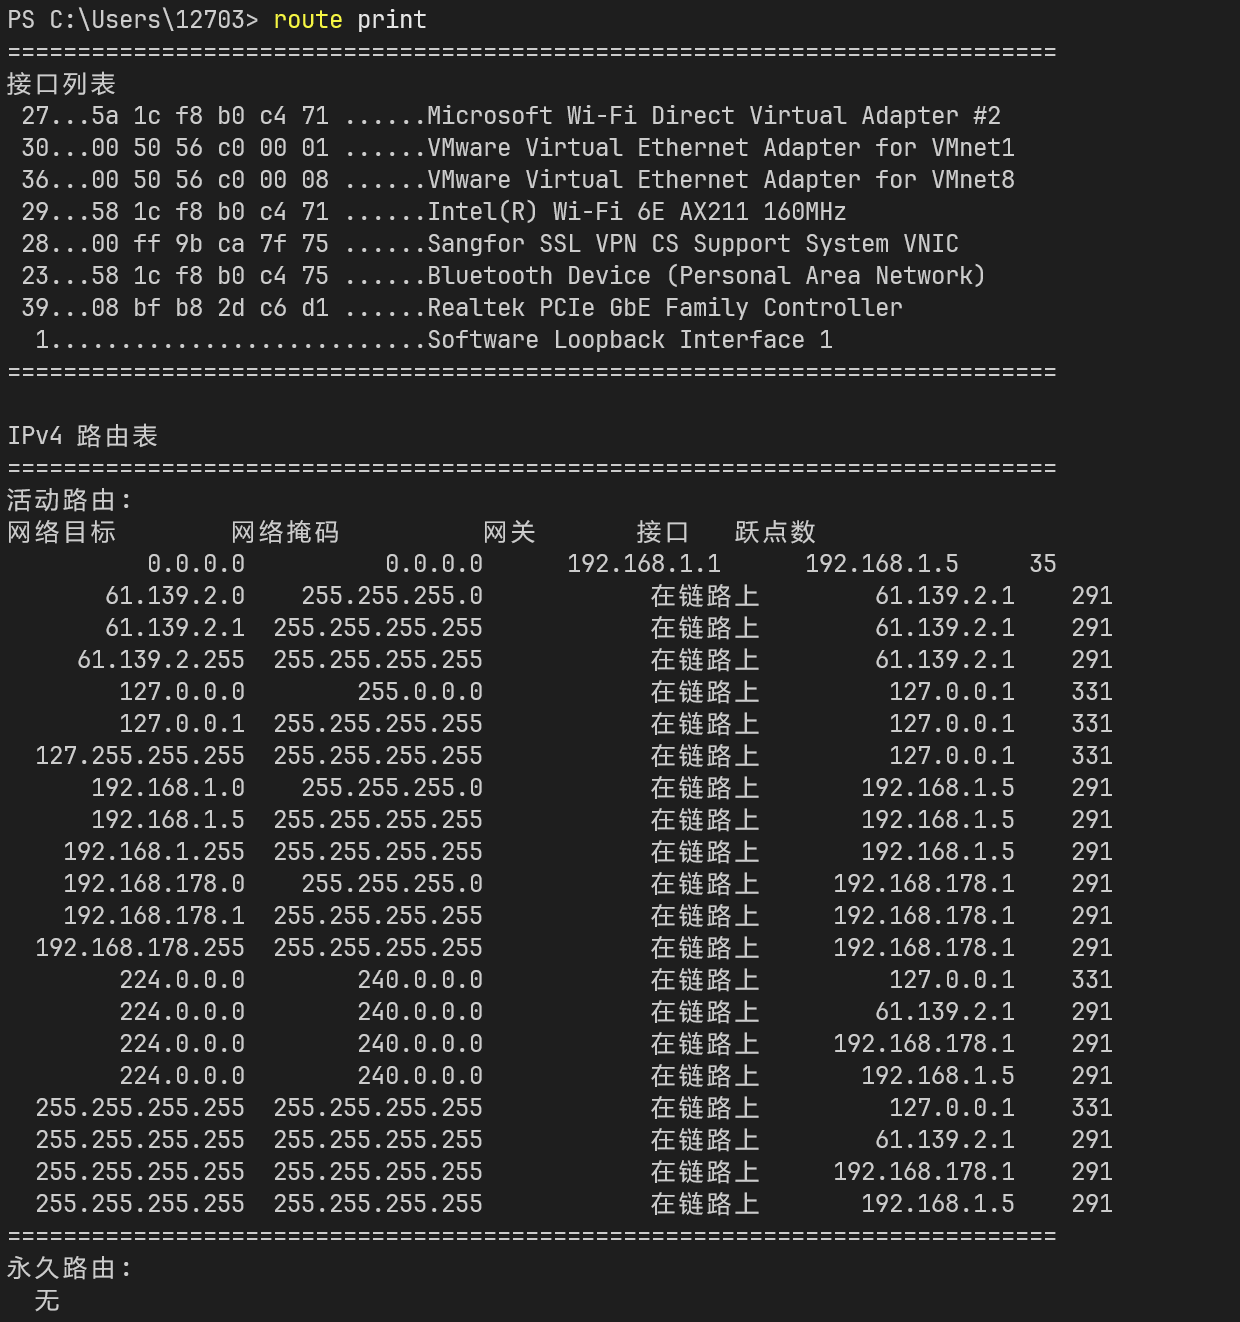 PS C:\Users\12703> route print
===========================================================================
接口列表
 27...5a 1c f8 b0 c4 71 ......Microsoft Wi-Fi Direct Virtual Adapter #2
 30...00 50 56 c0 00 01 ......VMware Virtual Ethernet Adapter for VMnet1
 36...00 50 56 c0 00 08 ......VMware Virtual Ethernet Adapter for VMnet8
 29...58 1c f8 b0 c4 71 ......Intel(R) Wi-Fi 6E AX211 160MHz
 28...00 ff 9b ca 7f 75 ......Sangfor SSL VPN CS Support System VNIC
 23...58 1c f8 b0 c4 75 ......Bluetooth Device (Personal Area Network)
 39...08 bf b8 2d c6 d1 ......Realtek PCIe GbE Family Controller
  1...........................Software Loopback Interface 1
===========================================================================

IPv4 路由表
===========================================================================
活动路由:
网络目标        网络掩码          网关       接口   跃点数
          0.0.0.0          0.0.0.0      192.168.1.1      192.168.1.5     35
       61.139.2.0    255.255.255.0            在链路上        61.139.2.1    291
       61.139.2.1  255.255.255.255            在链路上        61.139.2.1    291
     61.139.2.255  255.255.255.255            在链路上        61.139.2.1    291
        127.0.0.0        255.0.0.0            在链路上         127.0.0.1    331
        127.0.0.1  255.255.255.255            在链路上         127.0.0.1    331
  127.255.255.255  255.255.255.255            在链路上         127.0.0.1    331
      192.168.1.0    255.255.255.0            在链路上       192.168.1.5    291
      192.168.1.5  255.255.255.255            在链路上       192.168.1.5    291
    192.168.1.255  255.255.255.255            在链路上       192.168.1.5    291
    192.168.178.0    255.255.255.0            在链路上     192.168.178.1    291
    192.168.178.1  255.255.255.255            在链路上     192.168.178.1    291
  192.168.178.255  255.255.255.255            在链路上     192.168.178.1    291
        224.0.0.0        240.0.0.0            在链路上         127.0.0.1    331
        224.0.0.0        240.0.0.0            在链路上        61.139.2.1    291
        224.0.0.0        240.0.0.0            在链路上     192.168.178.1    291
        224.0.0.0        240.0.0.0            在链路上       192.168.1.5    291
  255.255.255.255  255.255.255.255            在链路上         127.0.0.1    331
  255.255.255.255  255.255.255.255            在链路上        61.139.2.1    291
  255.255.255.255  255.255.255.255            在链路上     192.168.178.1    291
  255.255.255.255  255.255.255.255            在链路上       192.168.1.5    291
===========================================================================
永久路由:
  无